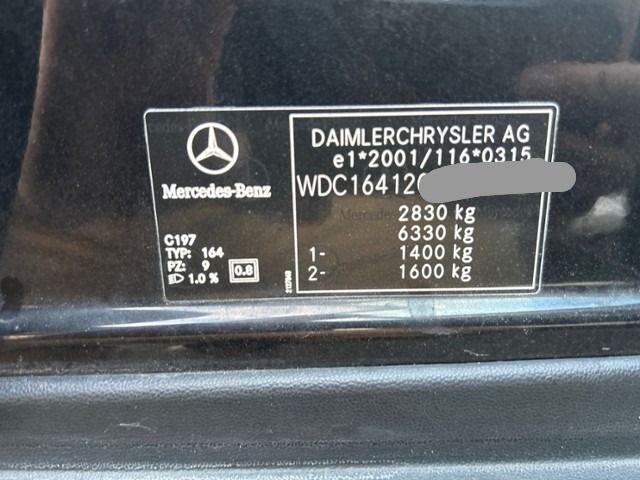 Mercedes-Benz
C197
TYP: 164
PZ: 9
1.0 %
0.8
DAIMLERCHRYSLER AG
e1*2001/116*0315
WDC164120
2830 kg
6330 kg
1- 1400 kg
2- 1600 kg